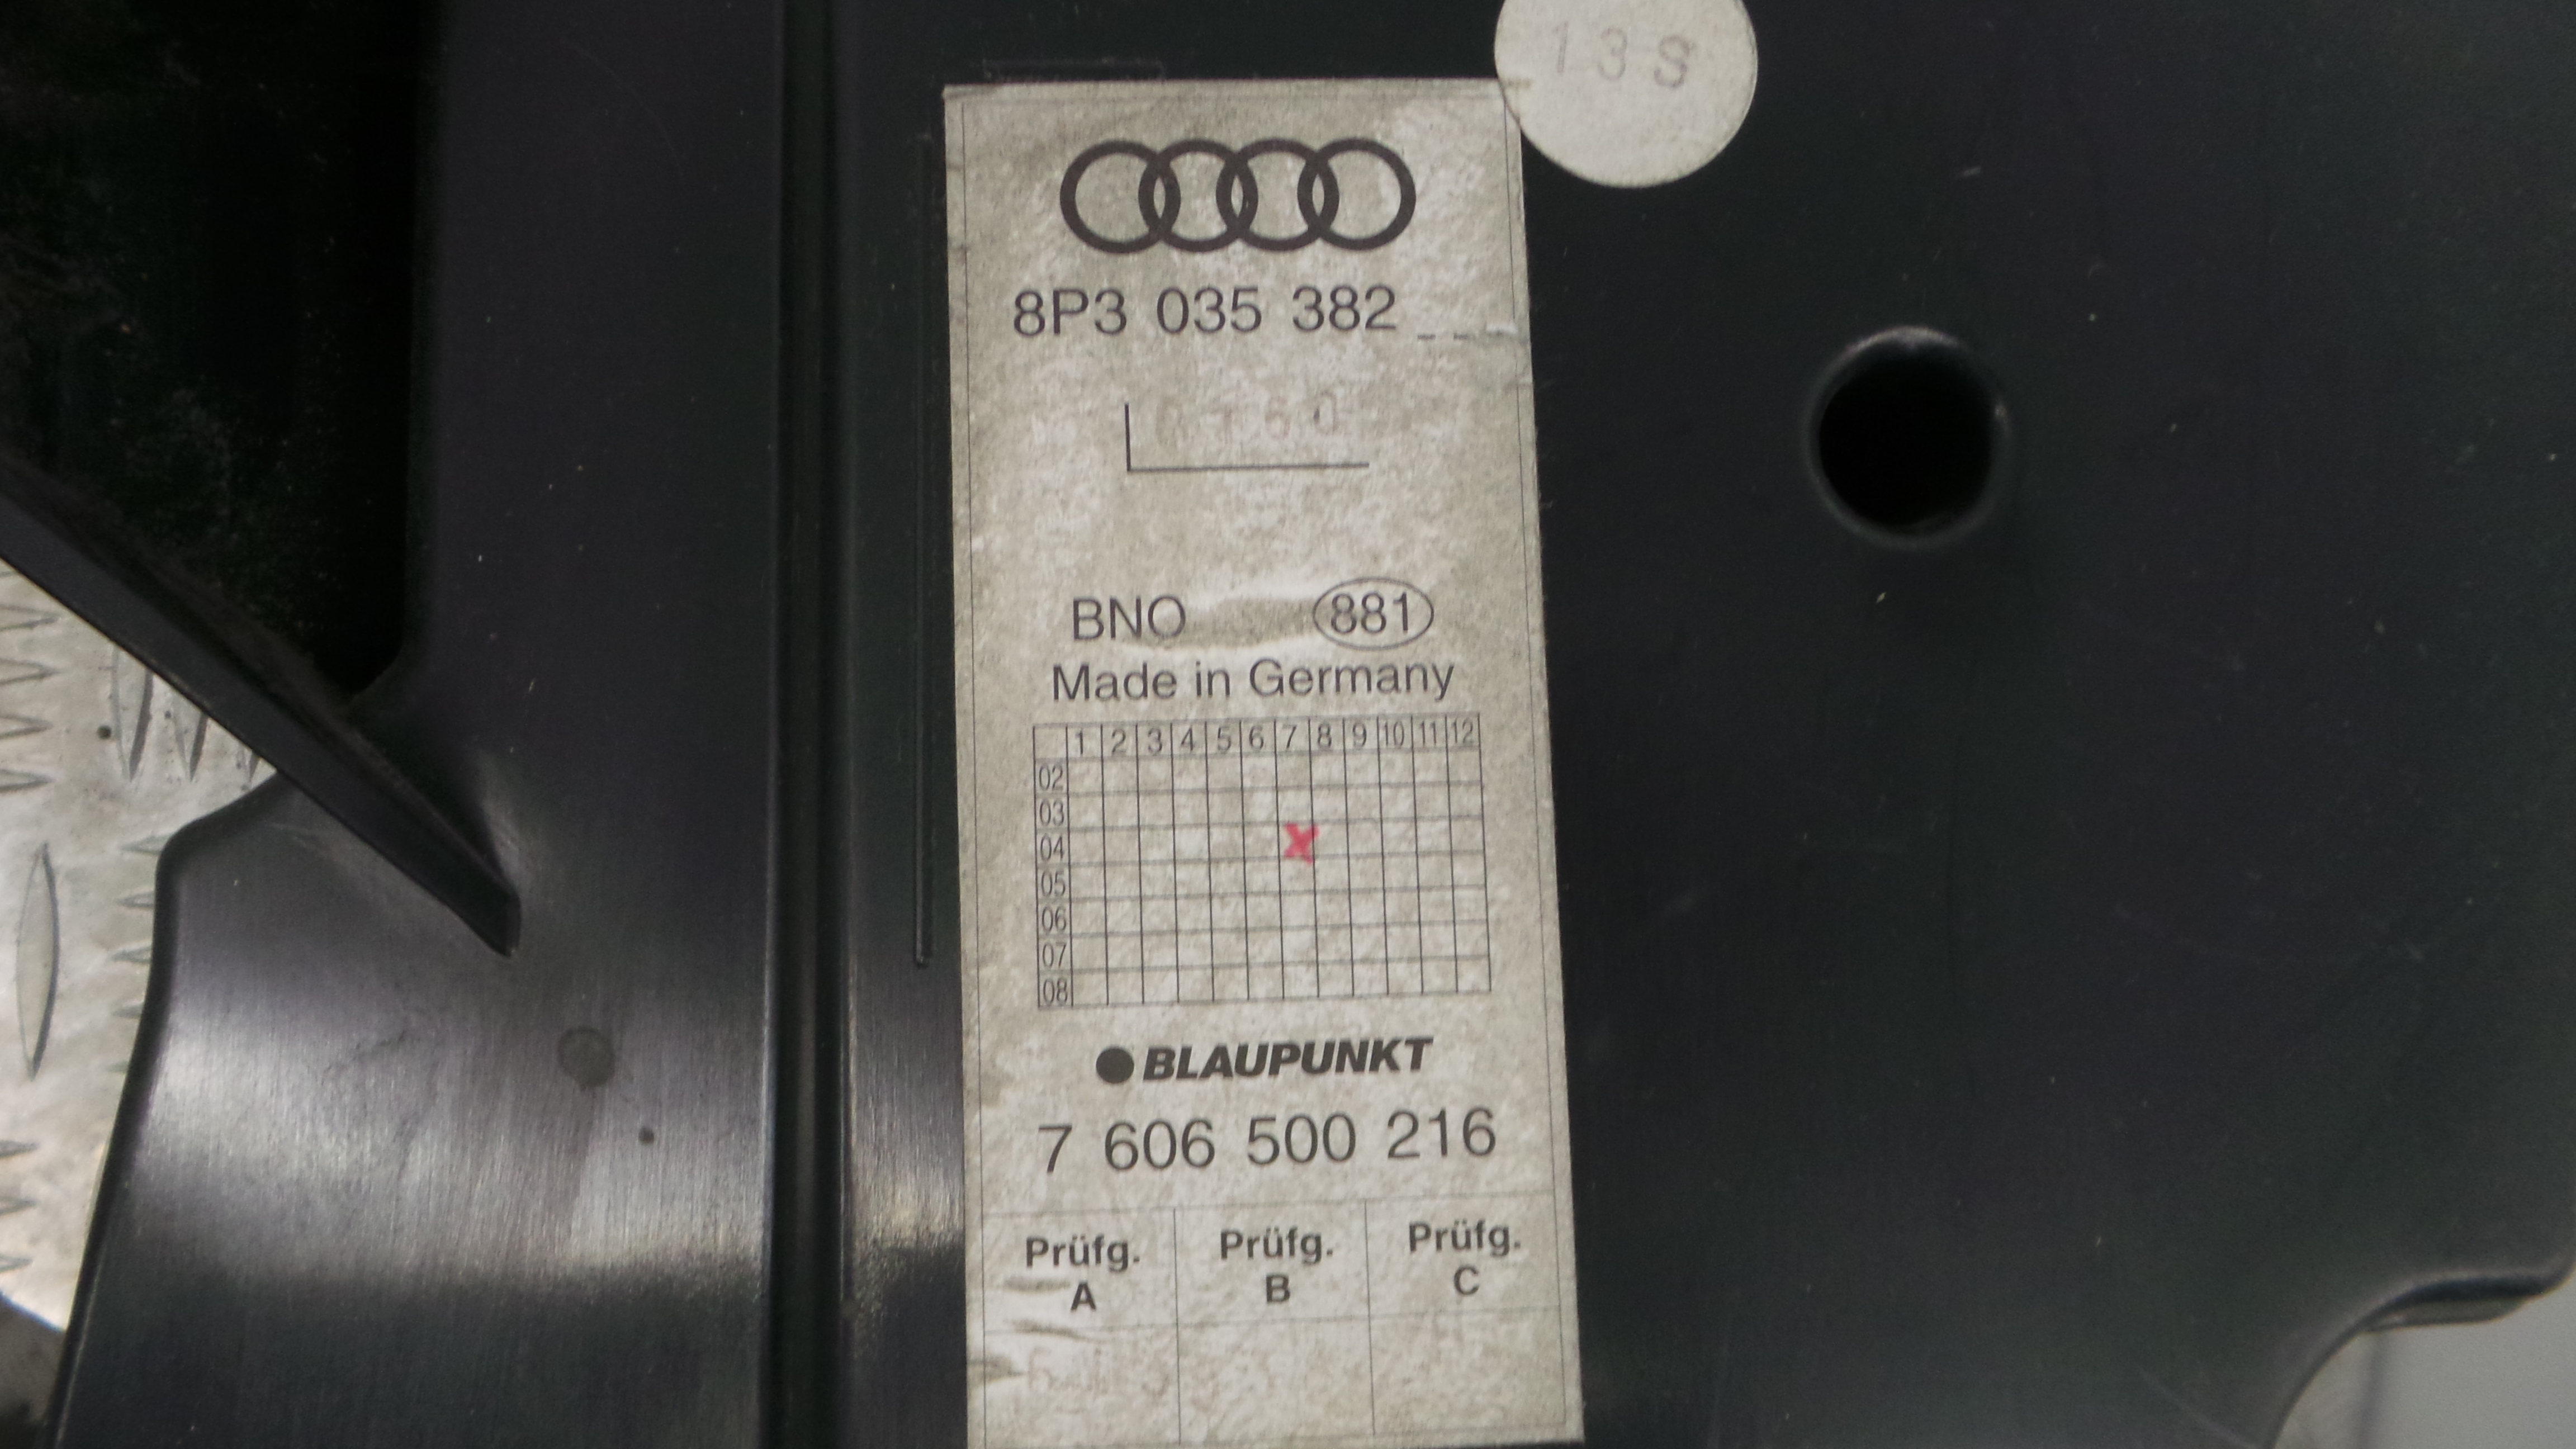 13S
8P3 035 382
BNO 881
Made in Germany
1 2 3 4 5 6 7 8 9 10 11 12
02
03
04 x
05
06
07
08
BLAUPUNKT
7 606 500 216
Prüfg. A Prüfg. B Prüfg. C